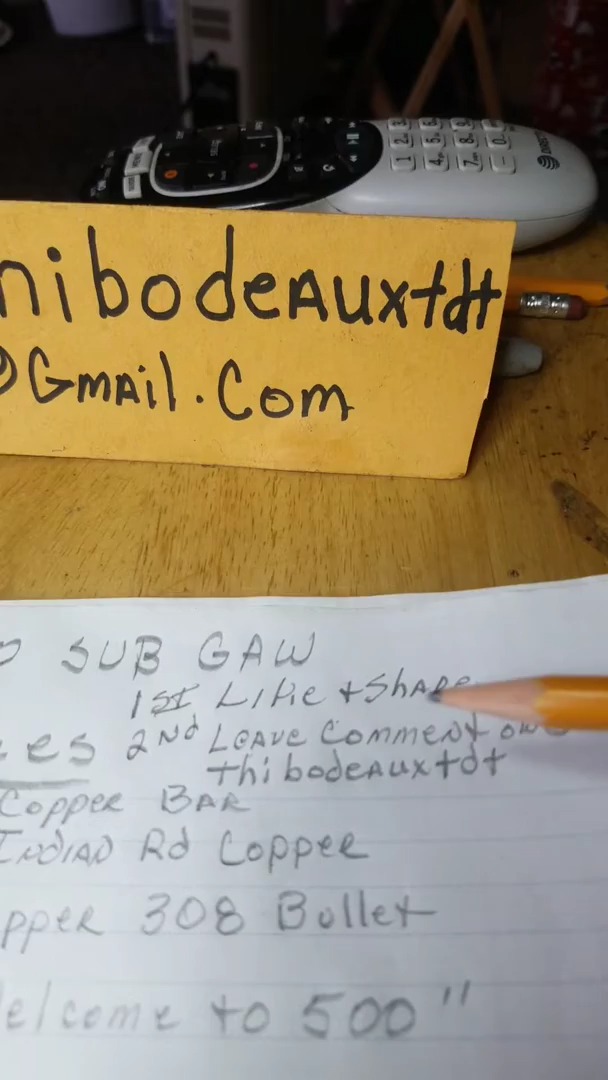 hibodeauxtdt
@Gmail.Com
SUB GAW
1st Like + Share
2nd Leave Comment on
thibodeauxtdt
es
Copper Bar
Indian Rd Copper
pper 308 Bullet
elcome to 500"